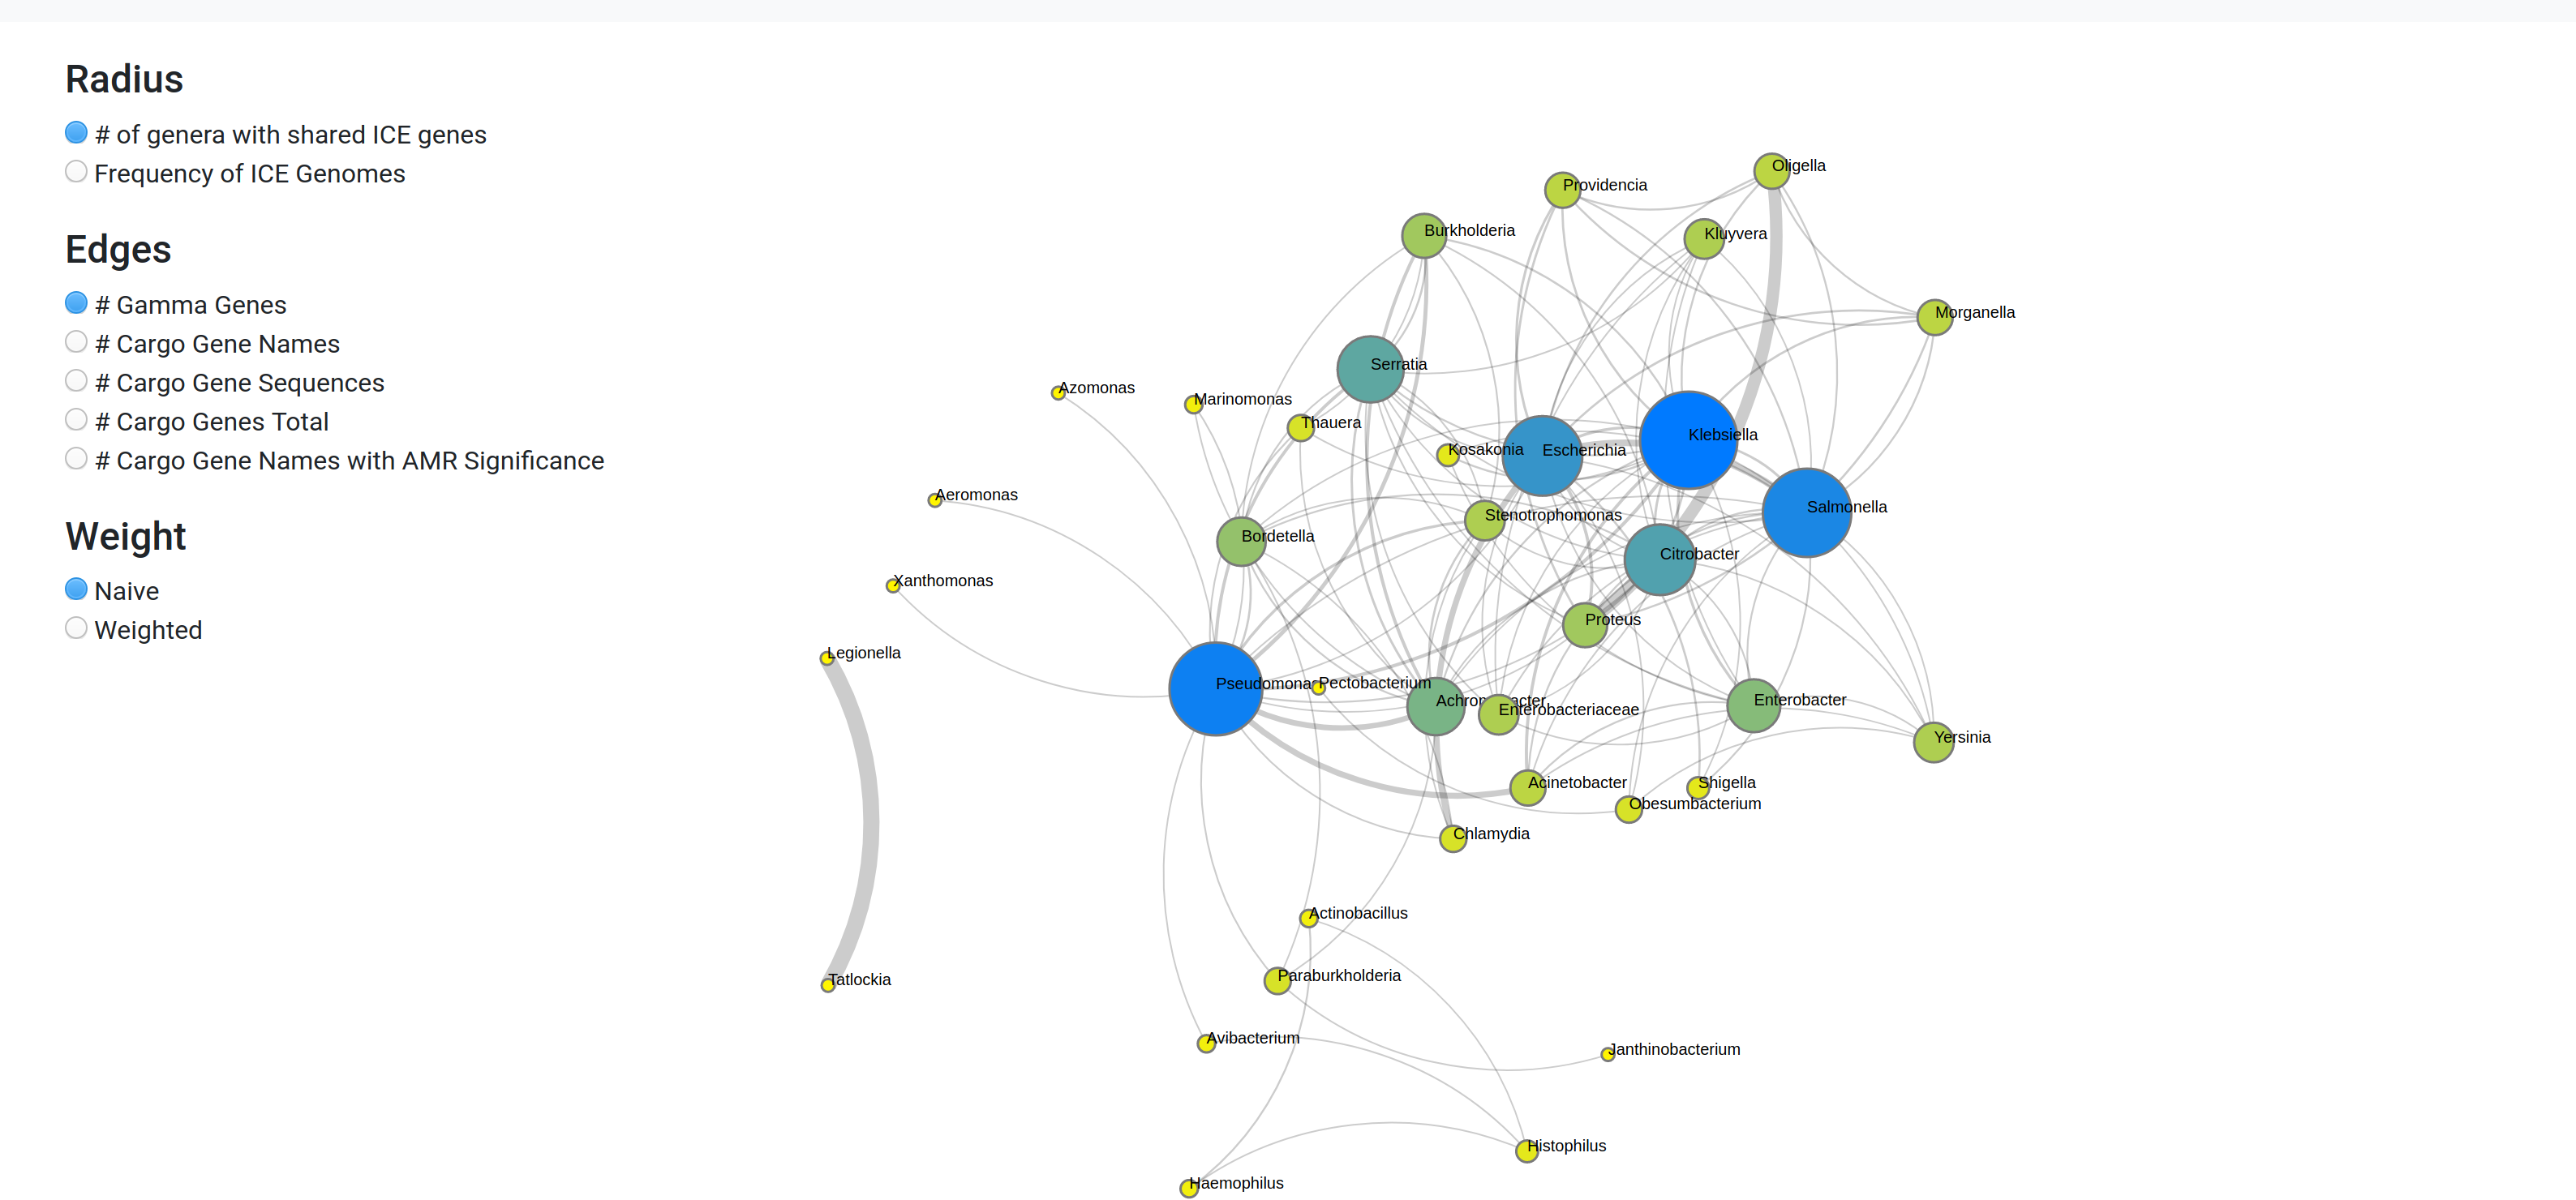 Radius
# of genera with shared ICE genes
Frequency of ICE Genomes
Edges
# Gamma Genes
# Cargo Gene Names
# Cargo Gene Sequences
# Cargo Genes Total
# Cargo Gene Names with AMR Significance
Weight
Naive
Weighted
Oligella
Providencia
Burkholderia
Kluyvera
Morganella
Serratia
Azomonas
Marinomonas
Thauera
Klebsiella
Kosakonia
Escherichia
Aeromonas
Salmonella
Stenotrophomonas
Bordetella
Citrobacter
Xanthomonas
Proteus
Legionella
Pectobacterium
Enterobacter
Enterobacteriaceae
Yersinia
Acinetobacter
Shigella
Obesumbacterium
Chlamydia
Actinobacillus
Paraburkholderia
Tatlockia
Avibacterium
Janthinobacterium
Histophilus
Haemophilus